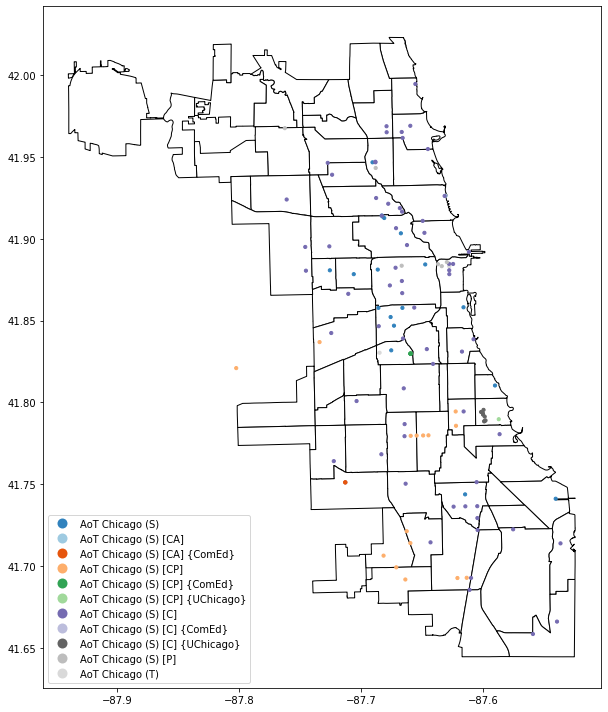 42.00
41.95
41.90
41.85
41.80
41.75
41.70
41.65
AoT Chicago (S)
AoT Chicago (S) [CA]
AoT Chicago (S) [CA] {ComEd}
AoT Chicago (S) [CP]
AoT Chicago (S) [CP] {ComEd}
AoT Chicago (S) [CP] {UChicago}
AoT Chicago (S) [C]
AoT Chicago (S) [C] {ComEd}
AoT Chicago (S) [C] {UChicago}
AoT Chicago (S) [P]
AoT Chicago (T)
−87.9 −87.8 −87.7 −87.6